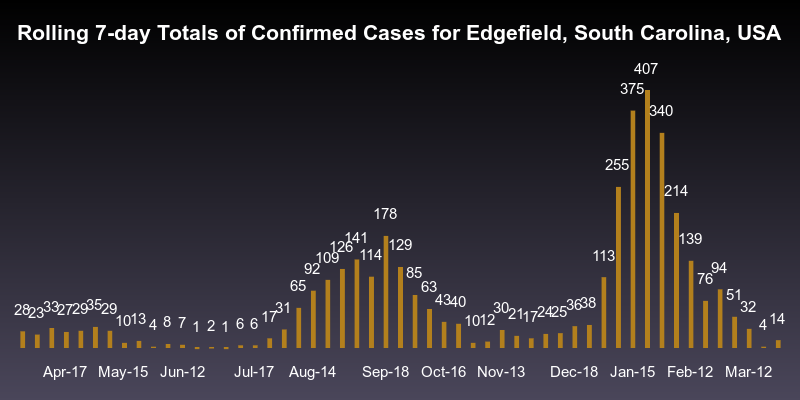 Rolling 7-day Totals of Confirmed Cases for Edgefield, South Carolina, USA
28 23 33 27 29 35 29 10 13 4 8 7 1 2 1 6 6 17 31 65 92 109 126 141 114 178 129 85 63 43 40 10 12 30 21 17 24 25 36 38 113 255 375 407 340 214 139 76 94 51 32 4 14
Apr-17 May-15 Jun-12 Jul-17 Aug-14 Sep-18 Oct-16 Nov-13 Dec-18 Jan-15 Feb-12 Mar-12